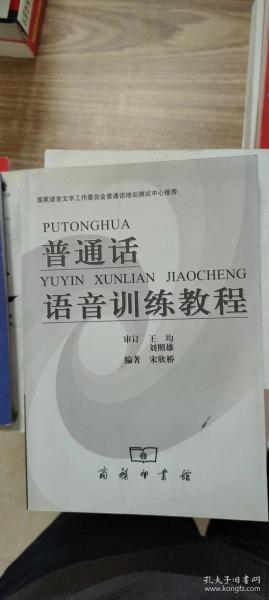 国家语言文字工作委员会普通话培训测试中心推荐
PUTONGHUA
普通话
YUYIN XUNLIAN JIAOCHENG
语音训练教程
审订 王均
刘照雄
编著 宋欣桥
商务印书馆
孔夫子旧书网
www.kongfz.com